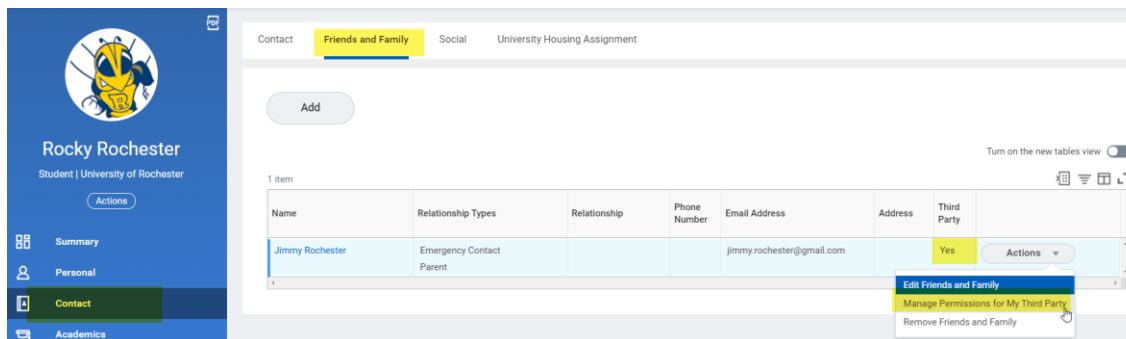 PDF
Rocky Rochester
Student | University of Rochester
Actions
Summary
Personal
Contact
Academics
Contact Friends and Family Social University Housing Assignment
Add
Turn on the new tables view
1 item
Name Relationship Types Relationship Phone Number Email Address Address Third Party
Jimmy Rochester Emergency Contact jimmy.rochester@gmail.com Yes Actions
Parent
Edit Friends and Family
Manage Permissions for My Third Party
Remove Friends and Family